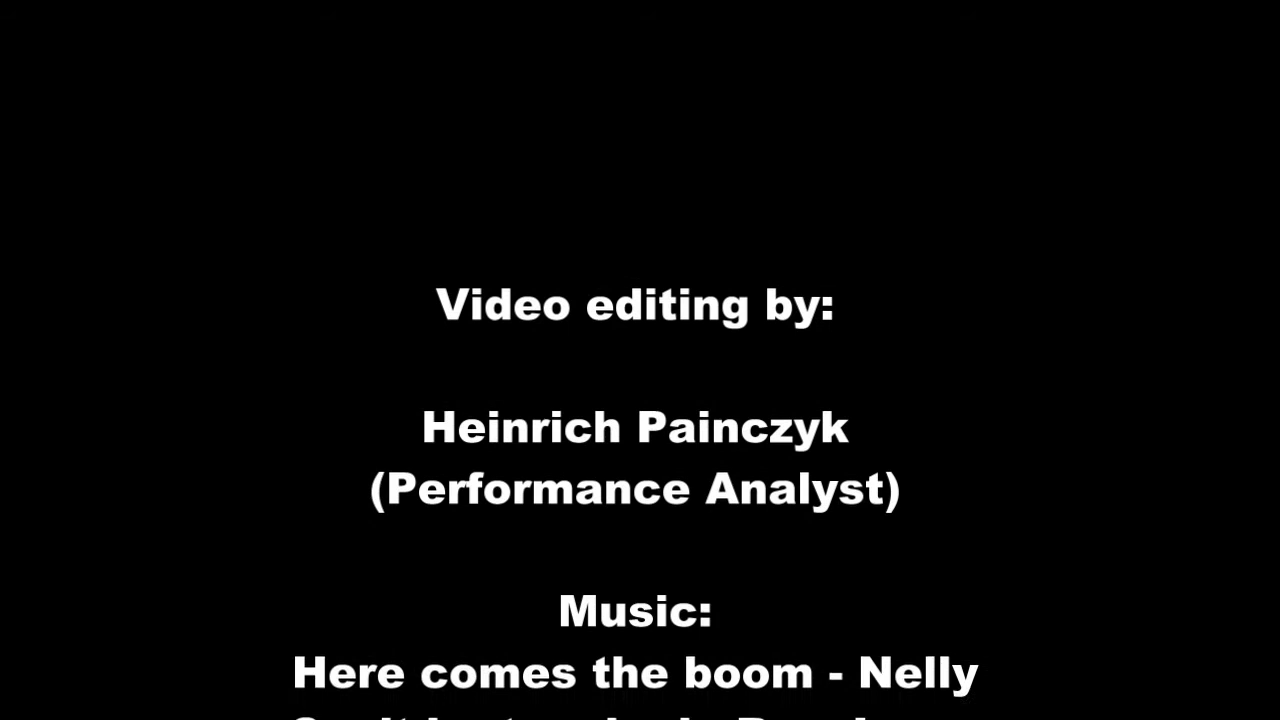 Video editing by:
Heinrich Painczyk
(Performance Analyst)
Music:
Here comes the boom - Nelly